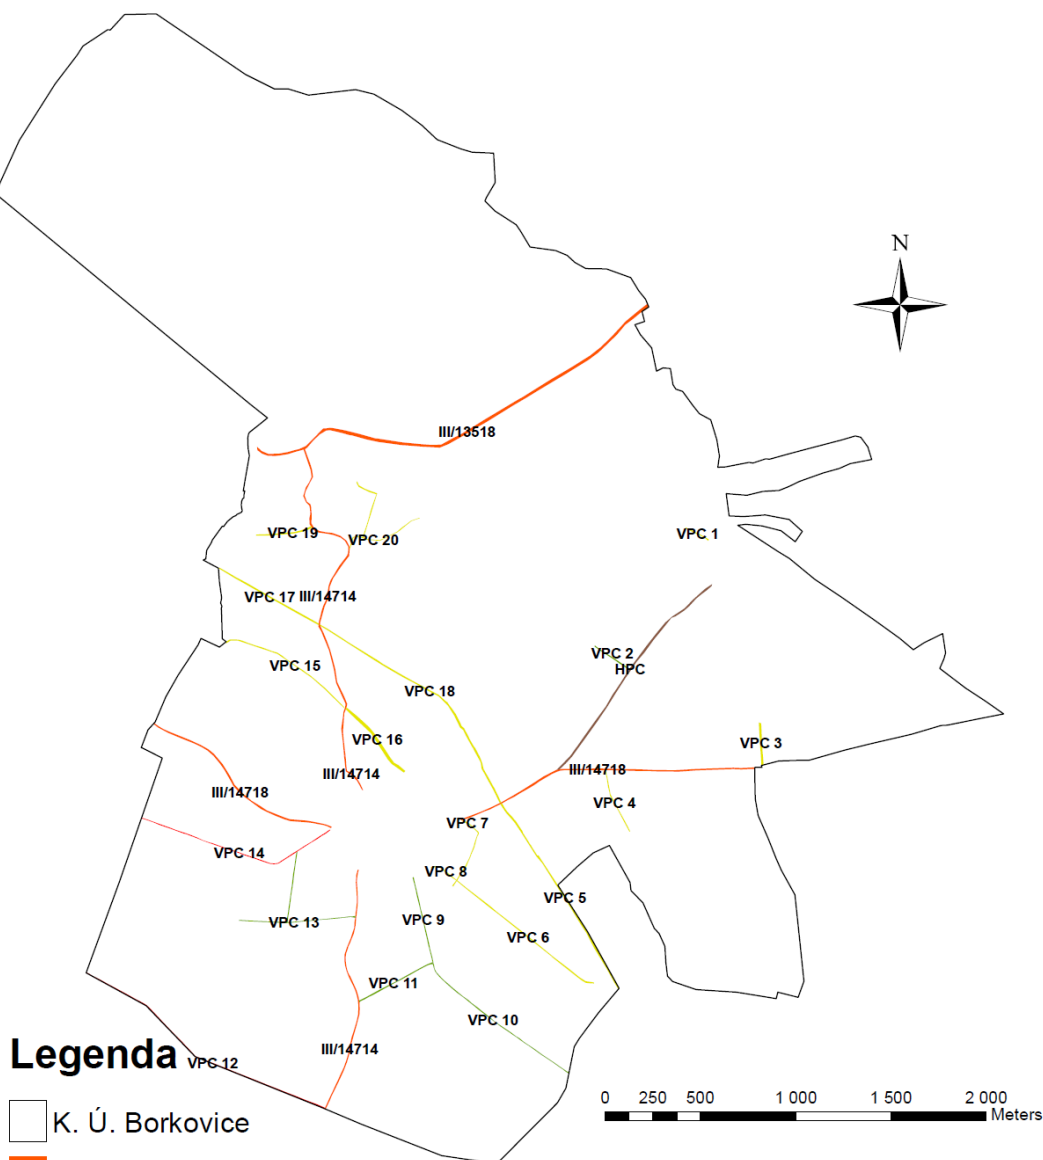 N
III/13518
VPC 19
VPC 20
VPC 1
VPC 17
III/14714
VPC 2
HPC
VPC 15
VPC 18
VPC 16
VPC 3
III/14714
III/14718
III/14718
VPC 4
VPC 7
VPC 14
VPC 8
VPC 5
VPC 13
VPC 9
VPC 6
VPC 11
VPC 10
III/14714
Legenda
VPC 12
0 250 500 1 000 1 500 2 000
Meters
K. Ú. Borkovice